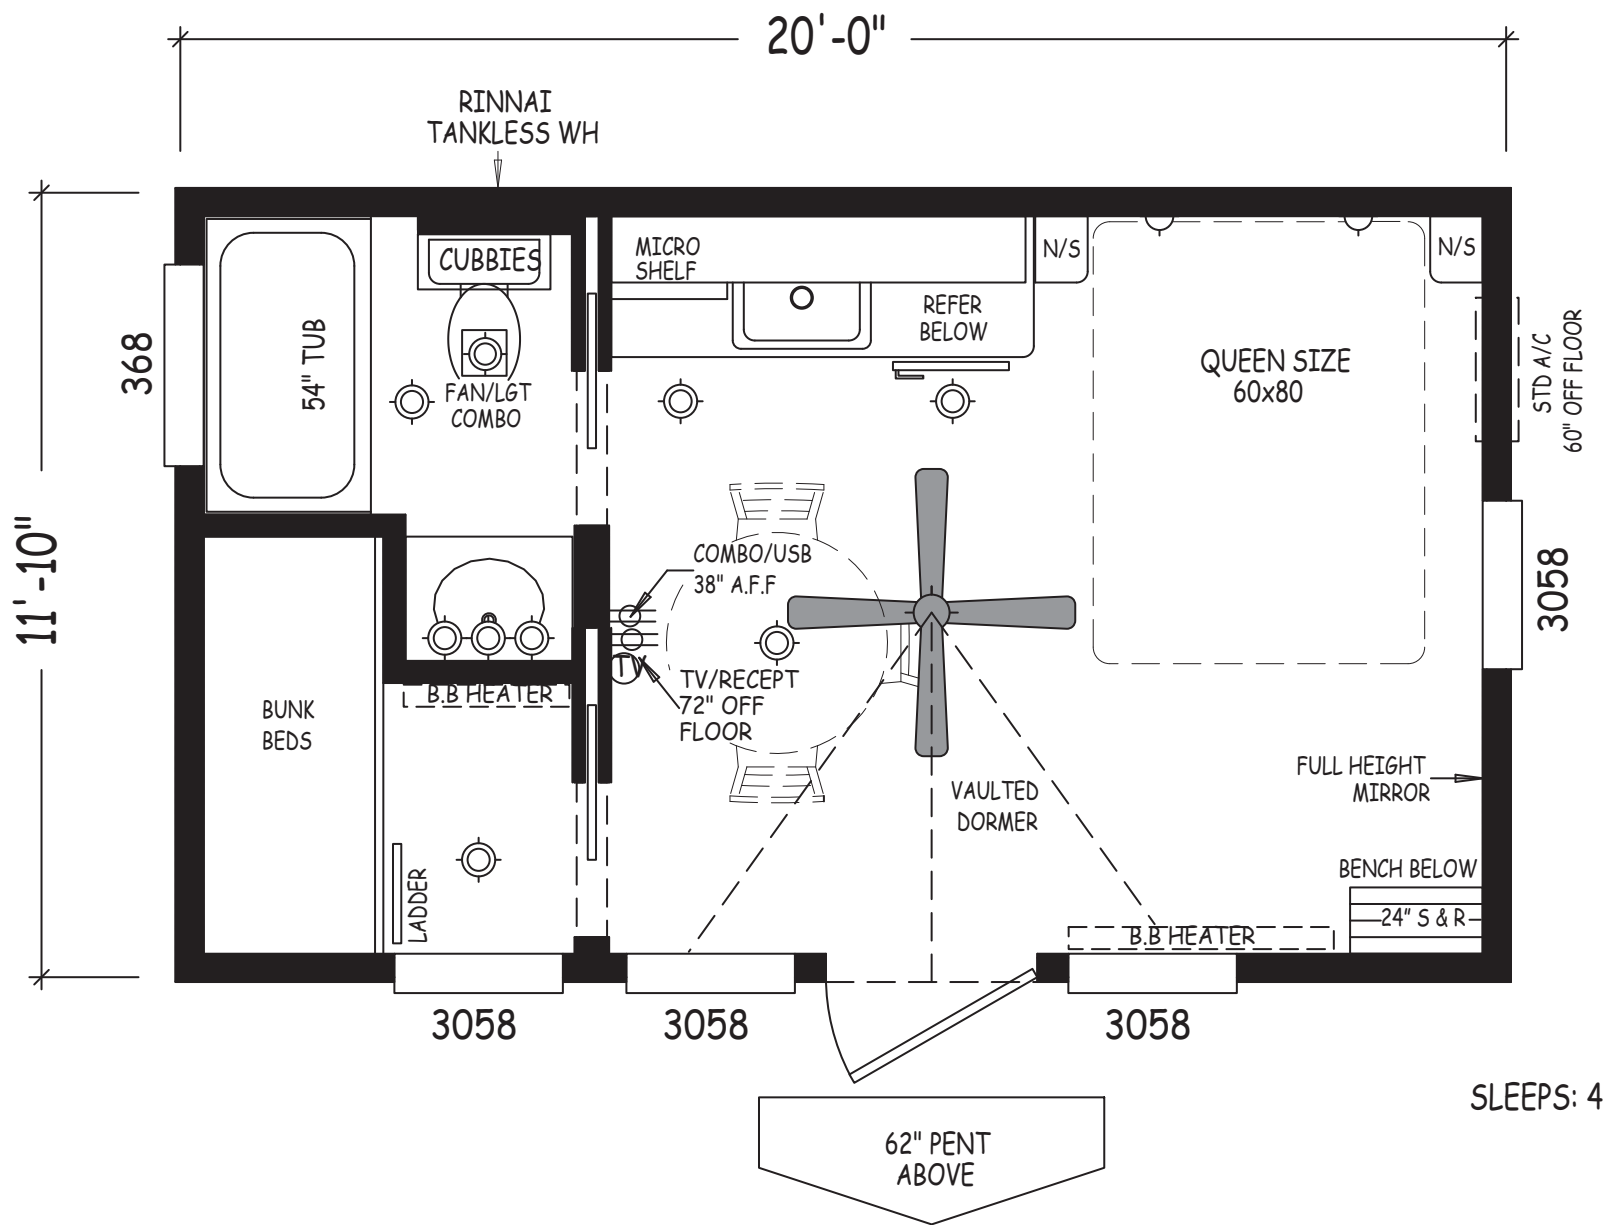 20'-0"
RINNAI
TANKLESS WH
11'-10"
368
54" TUB
CUBBIES
FAN/LGT
COMBO
MICRO
SHELF
REFER
BELOW
N/S
N/S
QUEEN SIZE
60x80
STD A/C
60" OFF FLOOR
COMBO/USB
38" A.F.F
TV
TV/RECEPT
72" OFF
FLOOR
3058
B.B HEATER
BUNK
BEDS
LADDER
VAULTED
DORMER
FULL HEIGHT
MIRROR
BENCH BELOW
24" S & R
B.B HEATER
3058
3058
3058
62" PENT
ABOVE
SLEEPS: 4